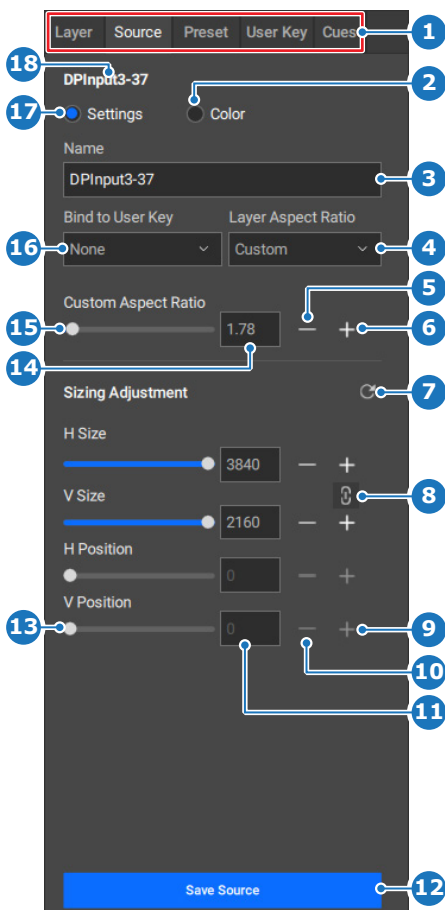 Layer Source Preset User Key Cues 1
18
DPInput3-37 2
17 Settings Color
Name
DPInput3-37 3
Bind to User Key Layer Aspect Ratio
16 None Custom 4
5
Custom Aspect Ratio
15 1.78 — + 6
14
Sizing Adjustment 7
H Size
3840 — +
V Size 8
2160 — +
H Position
0 — +
V Position
13 0 — + 9
10
11
Save Source 12